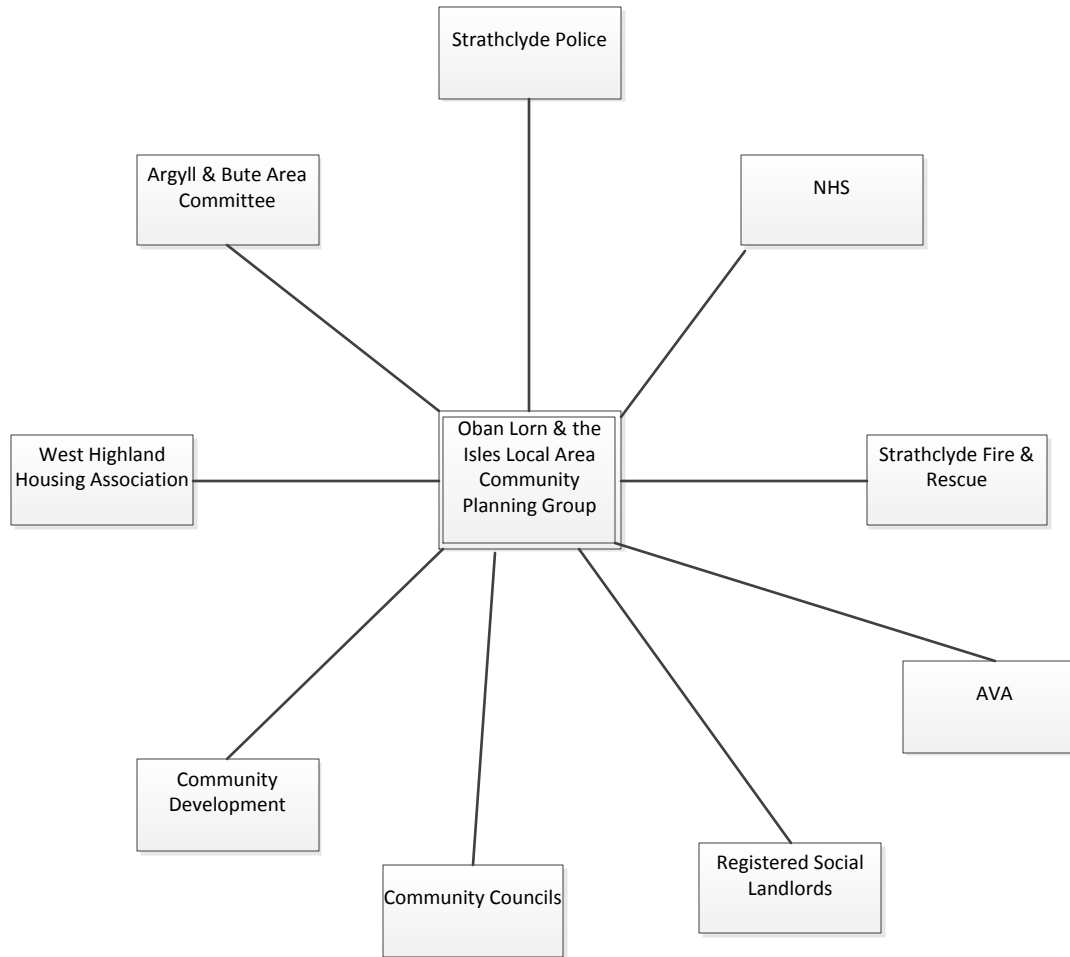 Strathclyde Police
Argyll & Bute Area
Committee
NHS
West Highland
Housing Association
Oban Lorn & the
Isles Local Area
Community
Planning Group
Strathclyde Fire &
Rescue
AVA
Community
Development
Community Councils
Registered Social
Landlords